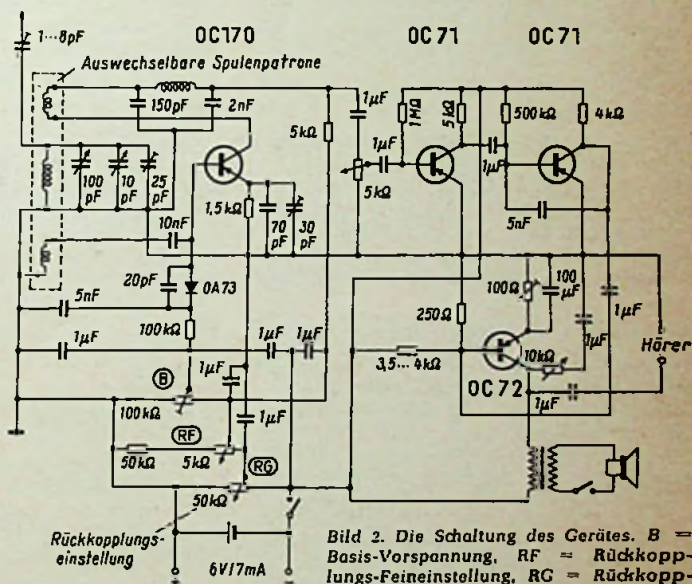 OC170
OC71
OC71
1...8pF
Auswechselbare Spulenpatrone
150pF
2nF
1µF
5kΩ
1µF
1MΩ
5kΩ
1µF
500kΩ
4kΩ
5kΩ
100 pF
10 pF
25 pF
1,5kΩ
70 pF
30 pF
10nF
5nF
20pF
OA73
5nF
100kΩ
250Ω
100Ω
100 µF
1µF
1µF
1µF
1µF
3,5...4kΩ
10kΩ
1µF
1µF
Hörer
OC72
B
1µF
1µF
100kΩ
RF
50kΩ
5kΩ
RG
50kΩ
Rückkopplungs-
einstellung
6V/7mA
Bild 2. Die Schaltung des Gerätes. B =
Basis-Vorspannung, RF = Rückkopp-
lungs-Feineinstellung, RG = Rückkopp-